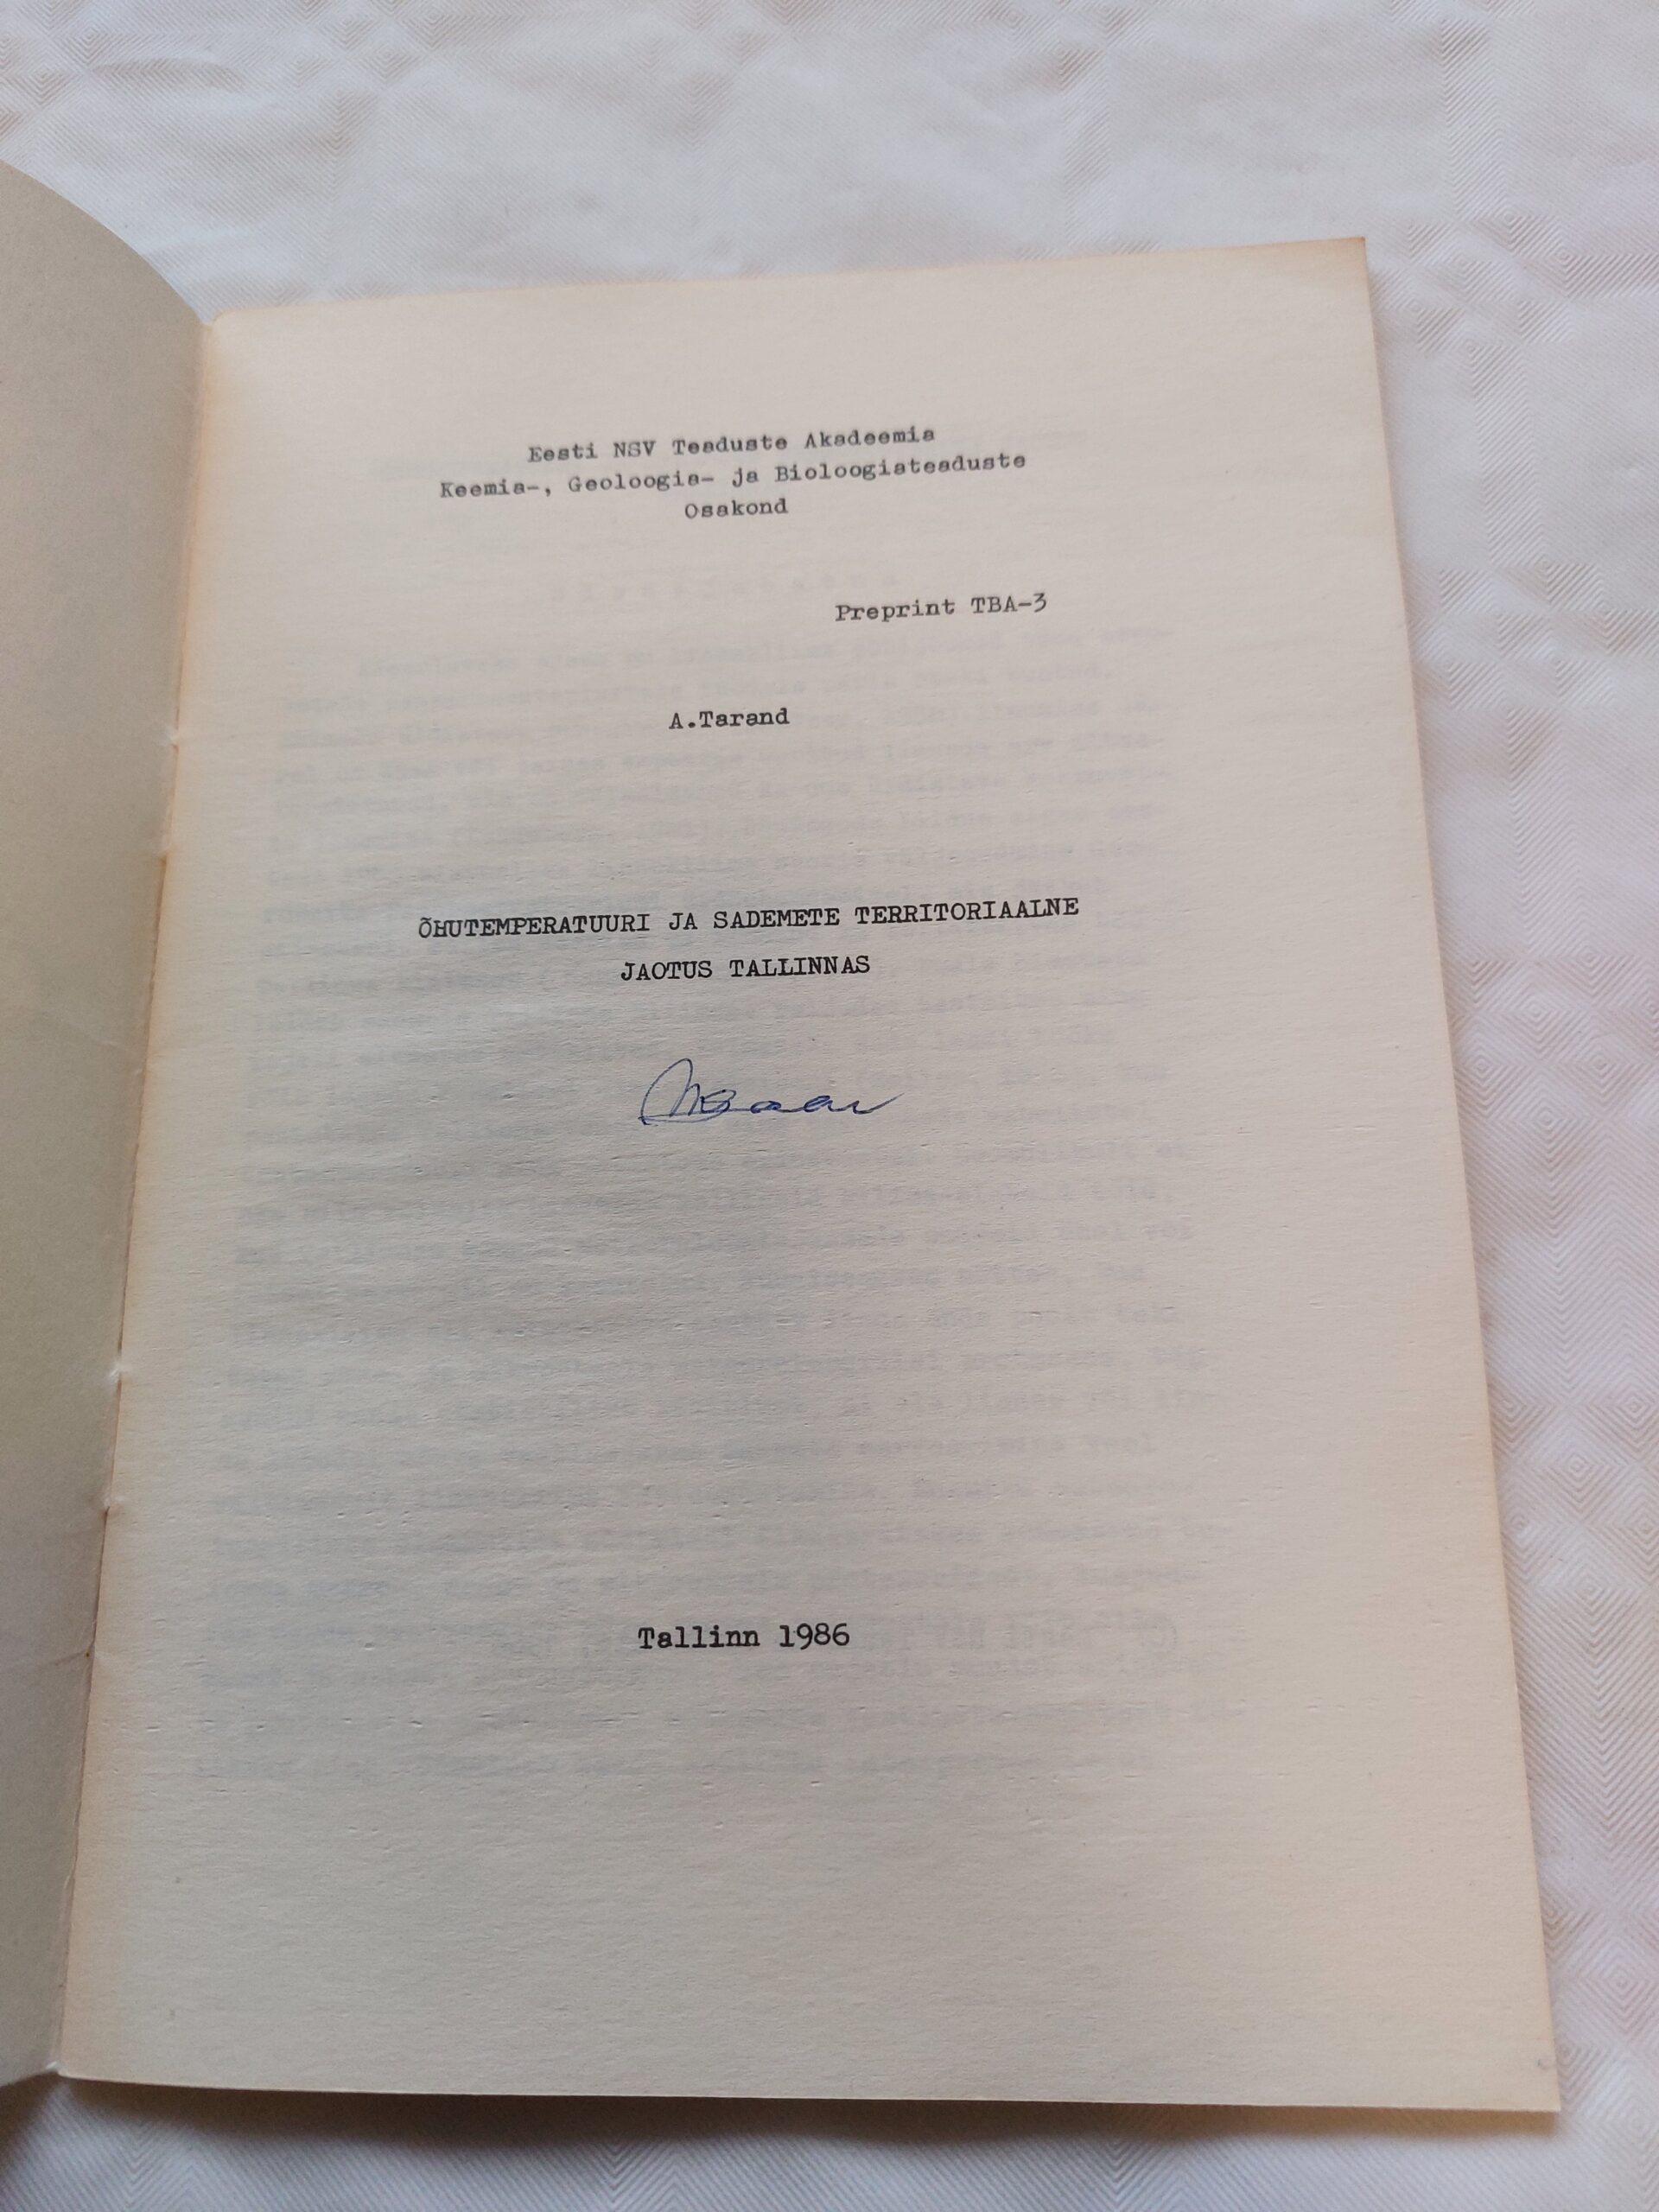 Eesti NSV Teaduste Akadeemia
Keemia-, Geoloogia- ja Bioloogiateaduste
Osakond
Preprint TBA-3
A.Tarand
ÕHUTEMPERATUURI JA SADEMETE TERRITORIAALNE
JAOTUS TALLINNAS
Tallinn 1986